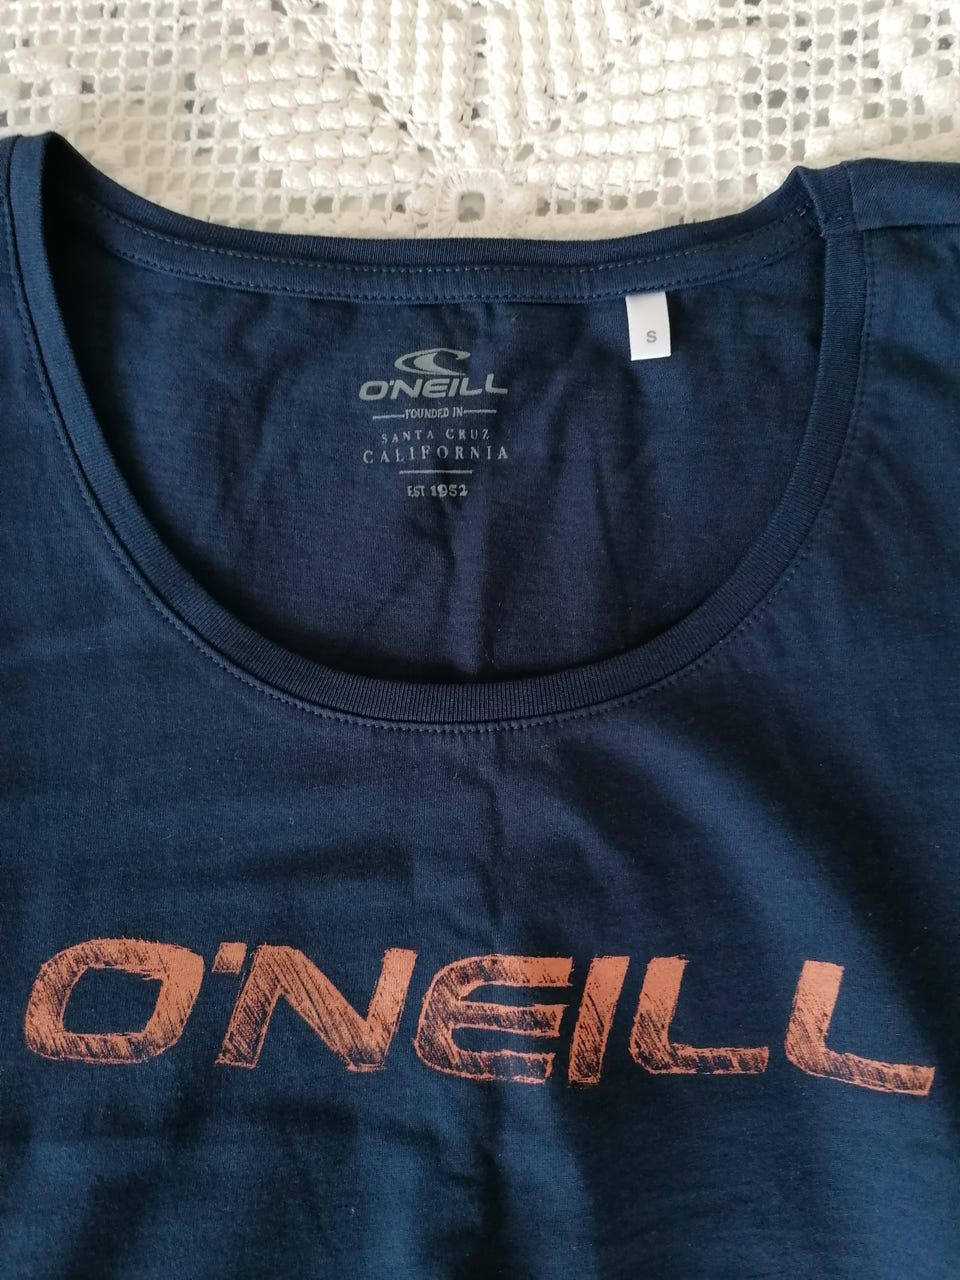 S
O'NEILL
FOUNDED IN
SANTA CRUZ
CALIFORNIA
EST 1952
O'NEILL